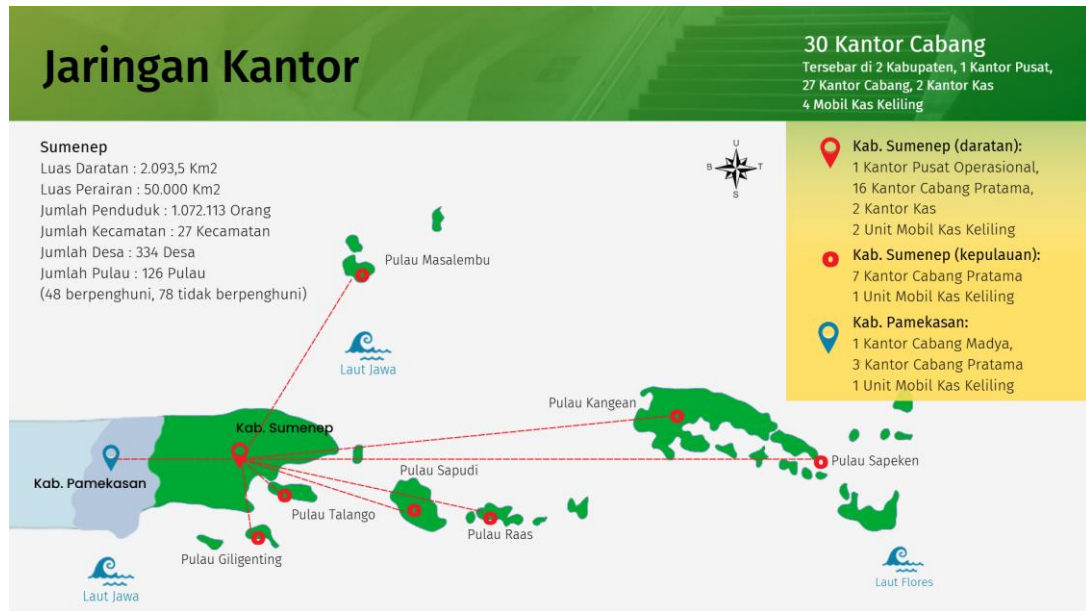 Jaringan Kantor
30 Kantor Cabang
Tersebar di 2 Kabupaten, 1 Kantor Pusat,
27 Kantor Cabang, 2 Kantor Kas
4 Mobil Kas Keliling
Sumenep
Luas Daratan : 2.093,5 Km2
Luas Perairan : 50.000 Km2
Jumlah Penduduk : 1.072.113 Orang
Jumlah Kecamatan : 27 Kecamatan
Jumlah Desa : 334 Desa
Jumlah Pulau : 126 Pulau
(48 berpenghuni, 78 tidak berpenghuni)
U
B
T
S
Kab. Sumenep (daratan):
1 Kantor Pusat Operasional,
16 Kantor Cabang Pratama,
2 Kantor Kas
2 Unit Mobil Kas Keliling
Kab. Sumenep (kepulauan):
7 Kantor Cabang Pratama
1 Unit Mobil Kas Keliling
Kab. Pamekasan:
1 Kantor Cabang Madya,
3 Kantor Cabang Pratama
1 Unit Mobil Kas Keliling
Pulau Masalembu
Laut Jawa
Pulau Kangean
Kab. Sumenep
Pulau Sapeken
Pulau Sapudi
Kab. Pamekasan
Pulau Talango
Pulau Raas
Pulau Giligenting
Laut Jawa
Laut Flores